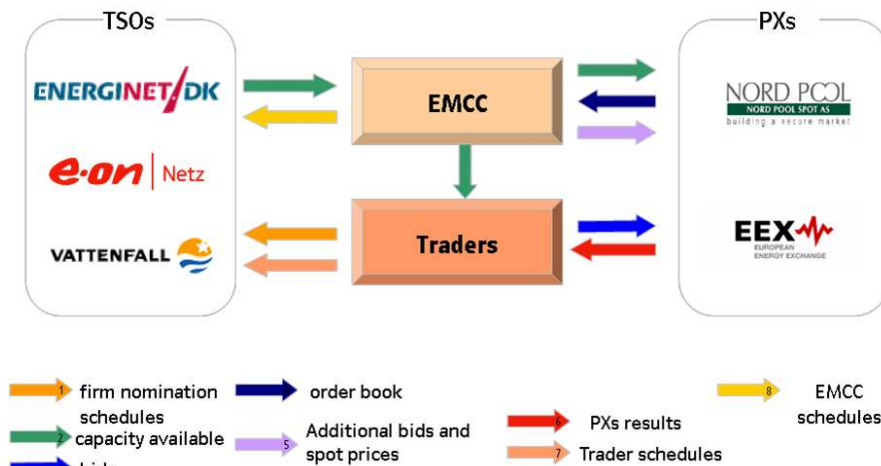 TSOs
PXs
ENERGINET/DK
EMCC
NORD POOL
NORD POOL SPOT AS
building a secure market
e·on | Netz
VATTENFALL
Traders
EEX
EUROPEAN
ENERGY EXCHANGE
1 firm nomination
schedules
2 capacity available
order book
5 Additional bids and
spot prices
6 PXs results
7 Trader schedules
8 EMCC
schedules